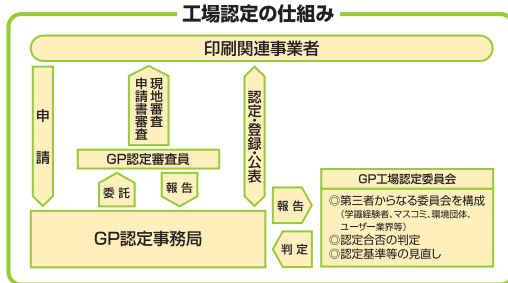 工場認定の仕組み
印刷関連事業者
申請
現地審査
申請書審査
認定・登録・公表
GP認定審査員
委託
報告
GP認定事務局
報告
判定
GP工場認定委員会
◎第三者からなる委員会を構成
（学識経験者、マスコミ、環境団体、
ユーザー業界等）
◎認定合否の判定
◎認定基準等の見直し